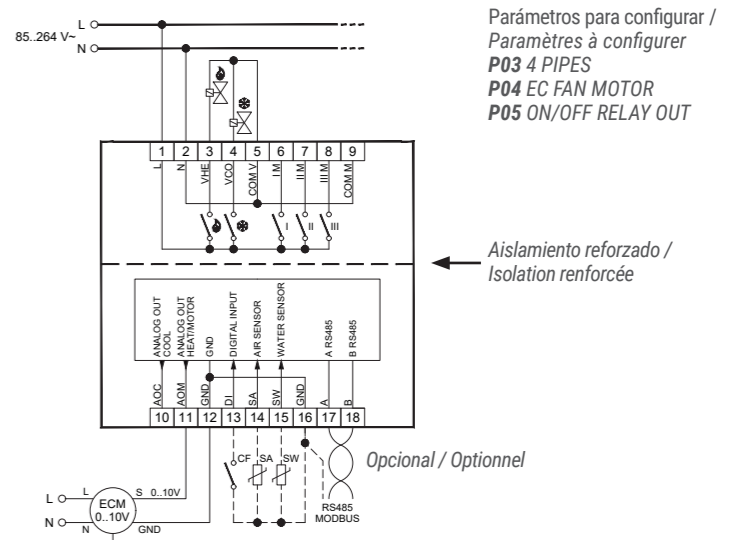 L
85..264 V~
N
Parámetros para configurar /
Paramètres à configurer
P03 4 PIPES
P04 EC FAN MOTOR
P05 ON/OFF RELAY OUT
1 2 3 4 5 6 7 8 9
L N VHE VCO COM V I M II M III M COM M
I II III
Aislamiento reforzado /
Isolation renforcée
ANALOG OUT
COOL
ANALOG OUT
HEAT/MOTOR
GND
DIGITAL INPUT
AIR SENSOR
WATER SENSOR
A RS485
B RS485
AOC AOM GND DI SA SW GND A B
10 11 12 13 14 15 16 17 18
CF SA SW
Opcional / Optionnel
L L S 0..10V
ECM
0..10V
N N GND
RS485
MODBUS